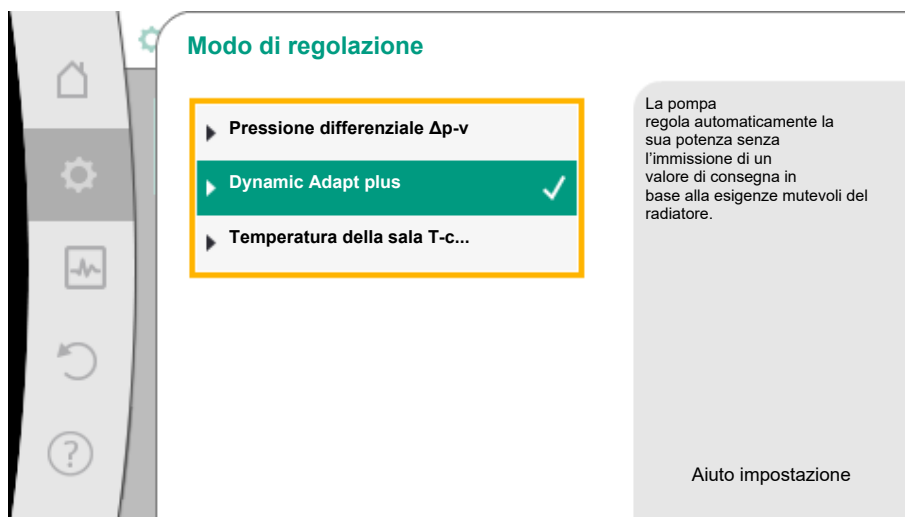 Modo di regolazione
Pressione differenziale Δp-v
Dynamic Adapt plus
Temperatura della sala T-c...
La pompa
regola automaticamente la
sua potenza senza
l'immissione di un
valore di consegna in
base alla esigenze mutevoli del
radiatore.
Aiuto impostazione
?